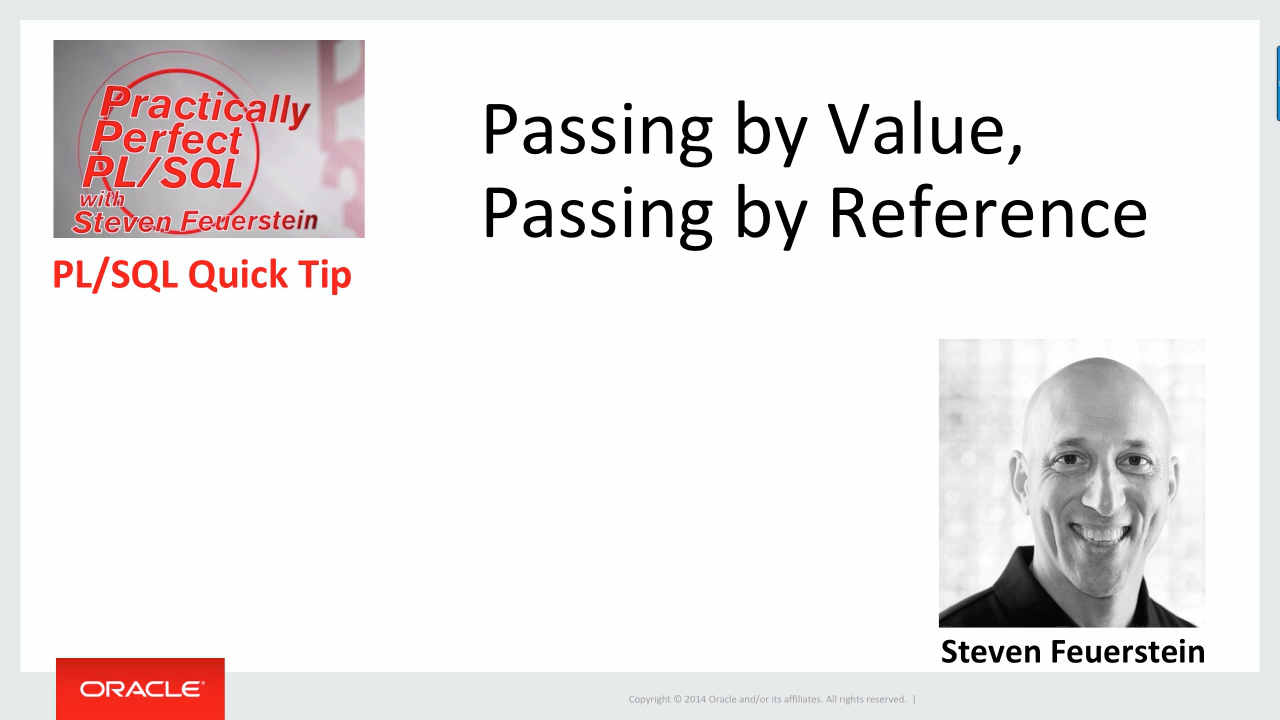 Practically
Perfect
PL/SQL
with
Steven Feuerstein
PL/SQL Quick Tip
Passing by Value,
Passing by Reference
Steven Feuerstein
ORACLE®
Copyright © 2014 Oracle and/or its affiliates. All rights reserved. |